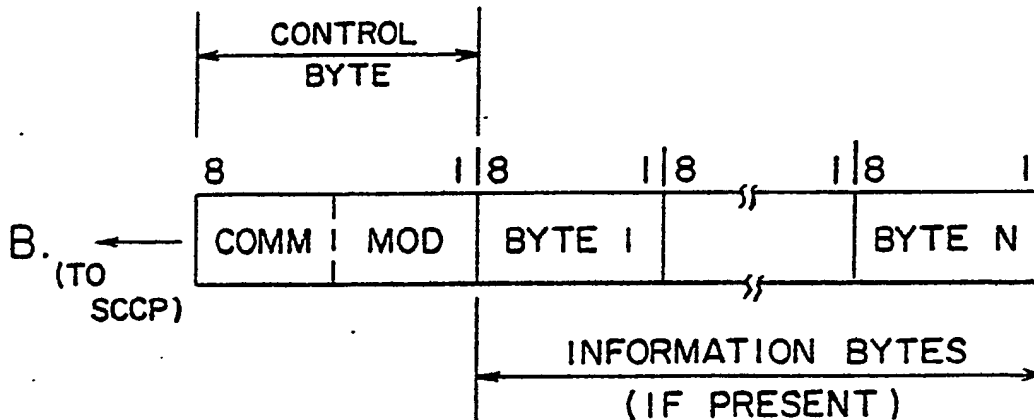 CONTROL
BYTE
8 1 8 1 8 1 8 1
B. (TO SCCP) COMM MOD BYTE 1 BYTE N
INFORMATION BYTES
(IF PRESENT)